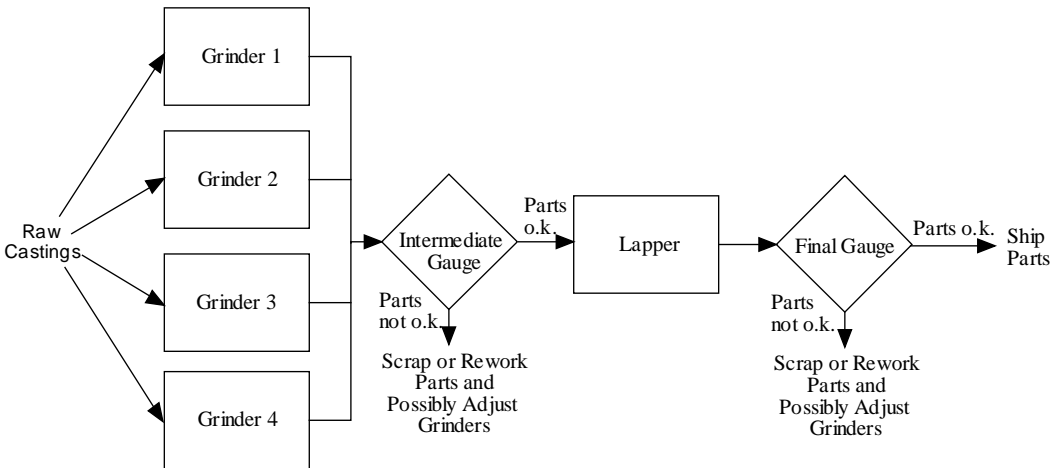 Grinder 1
Grinder 2
Raw
Castings
Grinder 3
Grinder 4
Intermediate
Gauge
Parts
o.k.
Parts
not o.k.
Scrap or Rework
Parts and
Possibly Adjust
Grinders
Lapper
Final Gauge
Parts o.k.
Ship
Parts
Parts
not o.k.
Scrap or Rework
Parts and
Possibly Adjust
Grinders